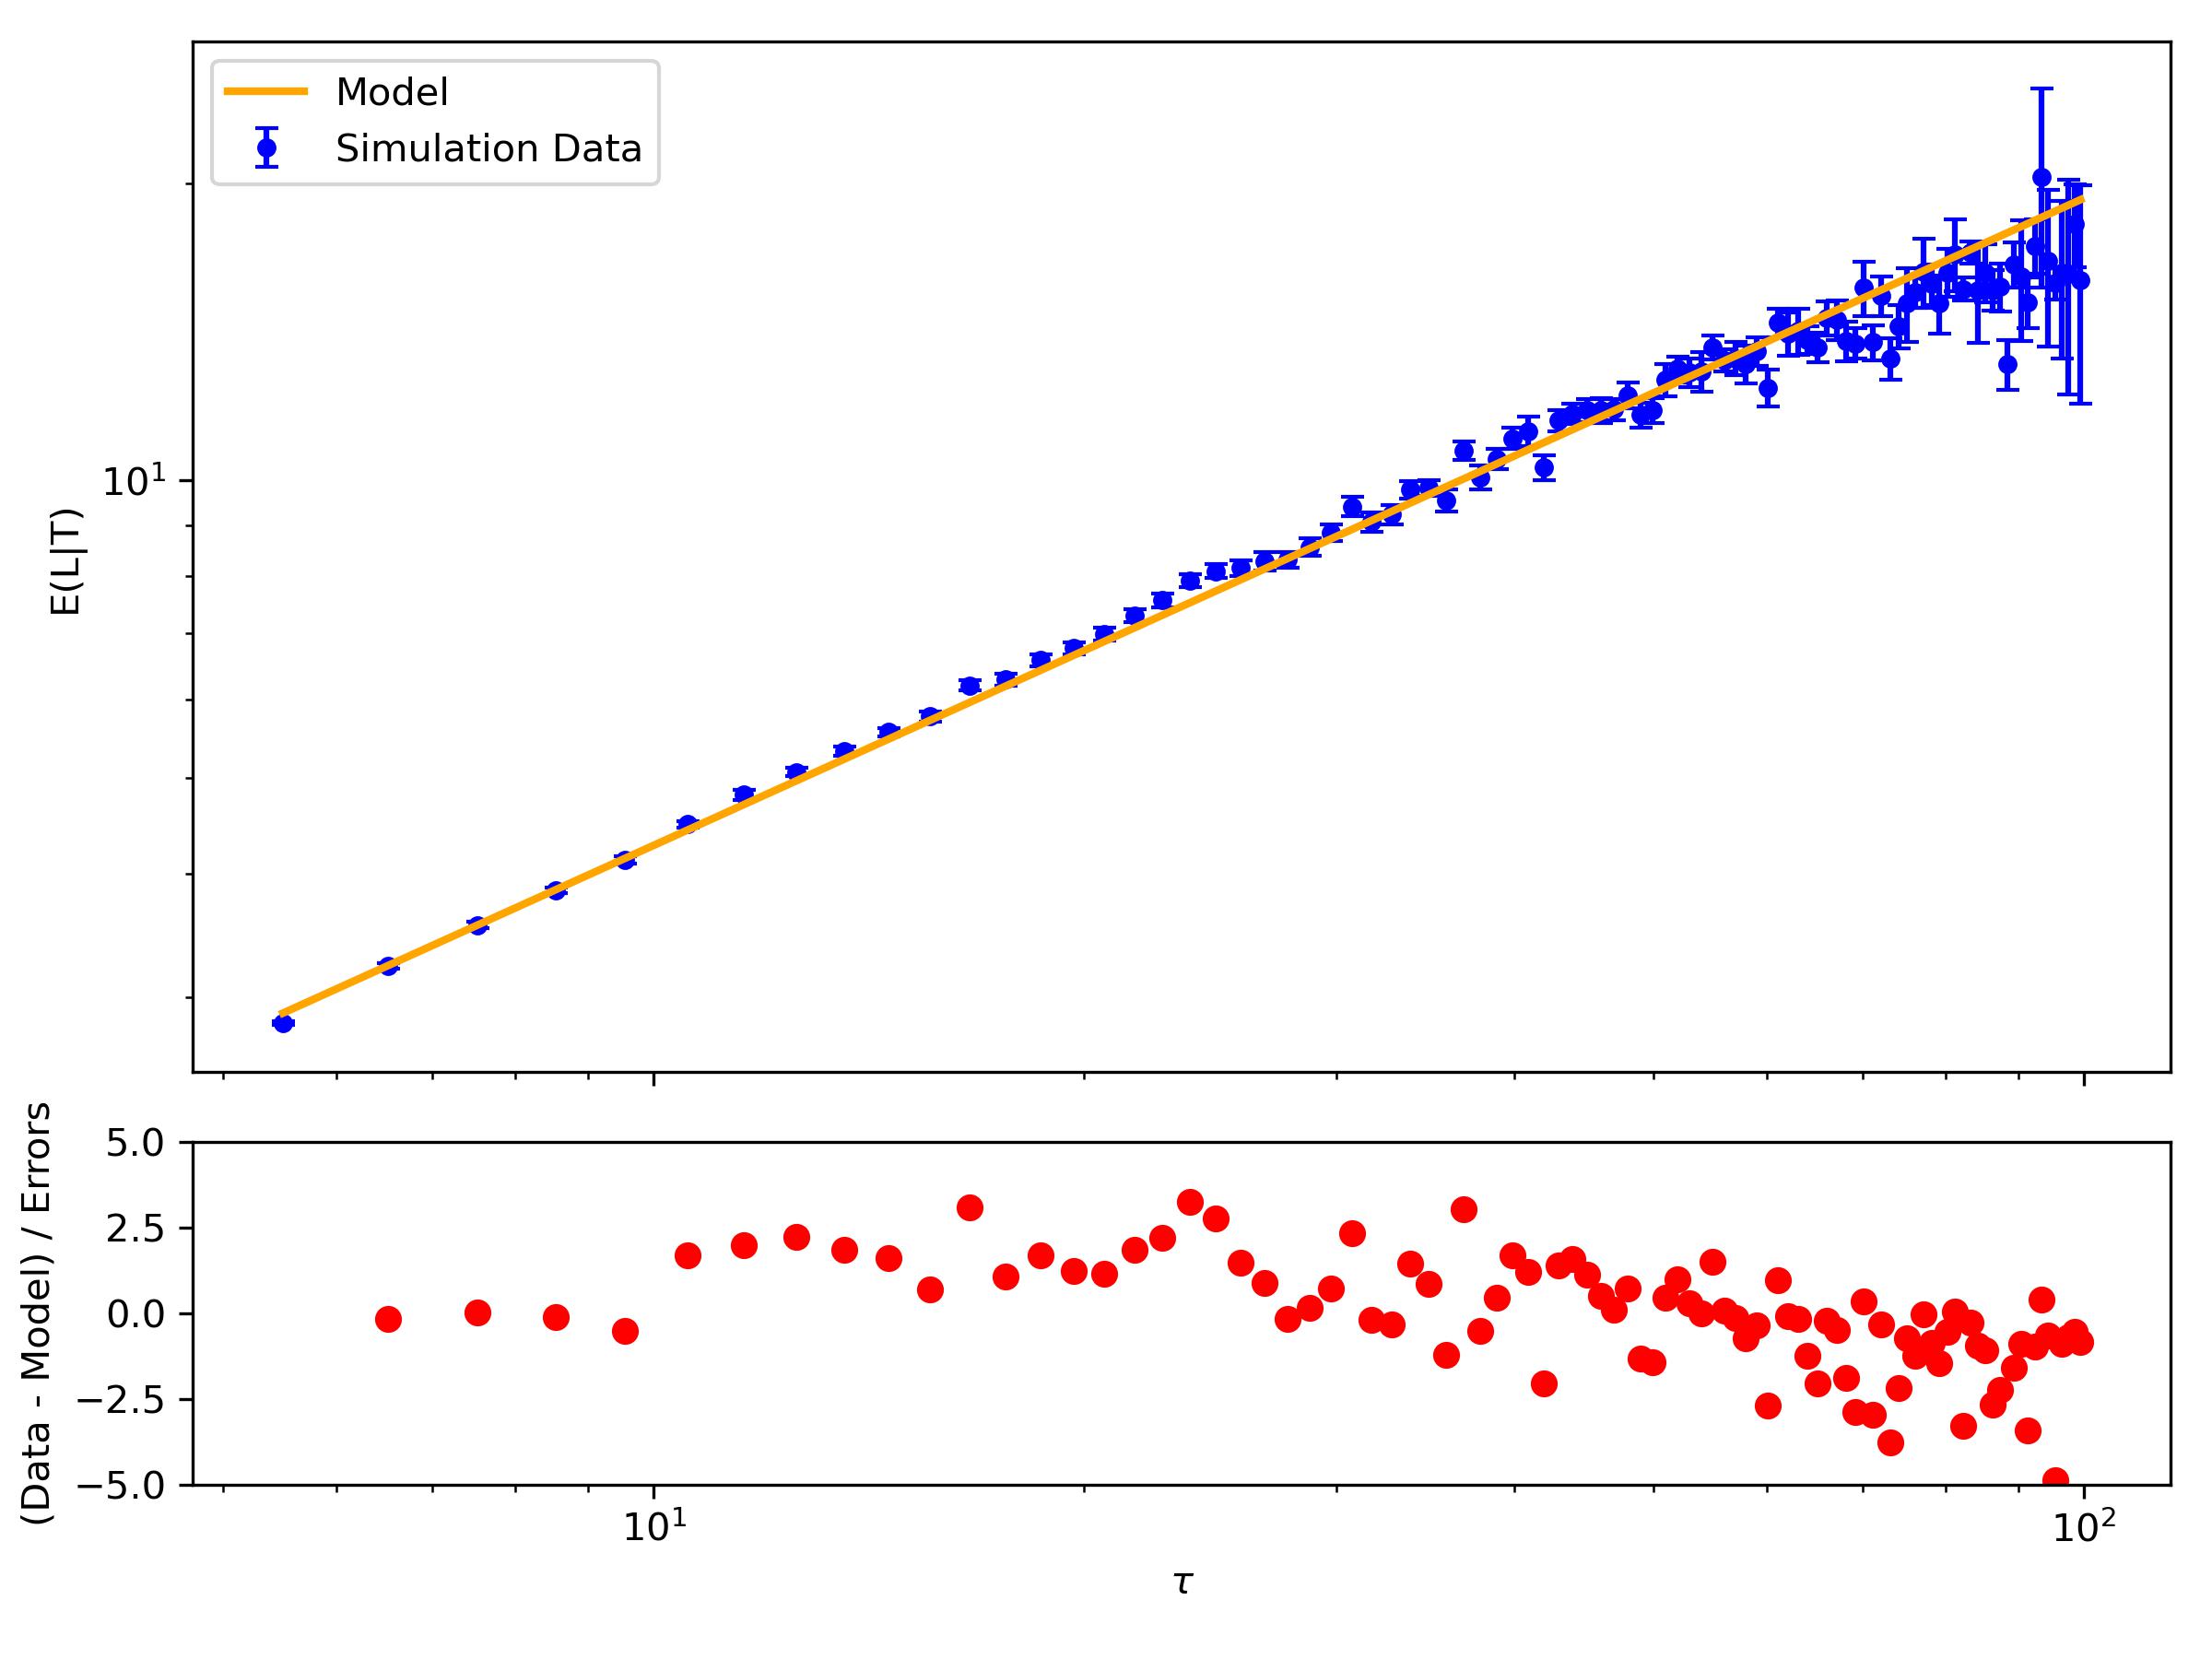 Model
Simulation Data
E(L|T)
10¹
(Data - Model) / Errors
5.0
2.5
0.0
−2.5
−5.0
10¹
10²
τ